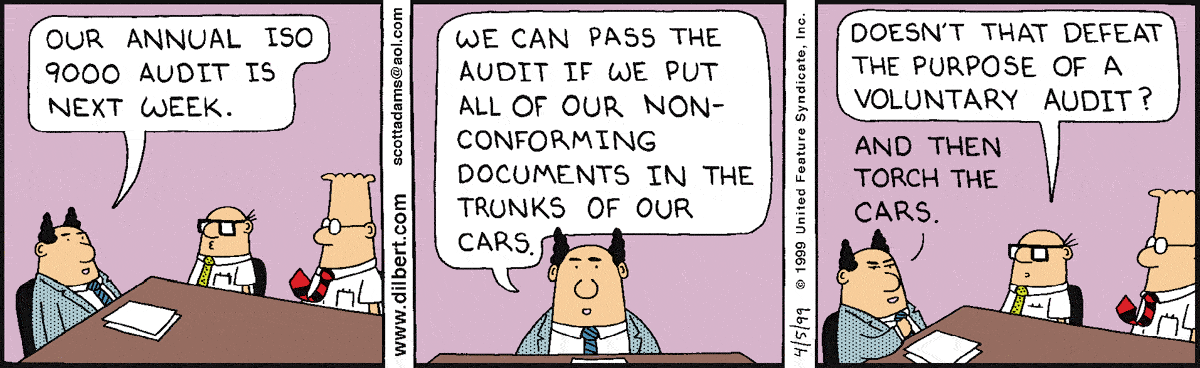 OUR ANNUAL ISO
9000 AUDIT IS
NEXT WEEK.
www.dilbert.com scottadams@aol.com
WE CAN PASS THE
AUDIT IF WE PUT
ALL OF OUR NON-
CONFORMING
DOCUMENTS IN THE
TRUNKS OF OUR
CARS.
4/5/99 © 1999 United Feature Syndicate, Inc.
DOESN'T THAT DEFEAT
THE PURPOSE OF A
VOLUNTARY AUDIT?
AND THEN
TORCH THE
CARS.